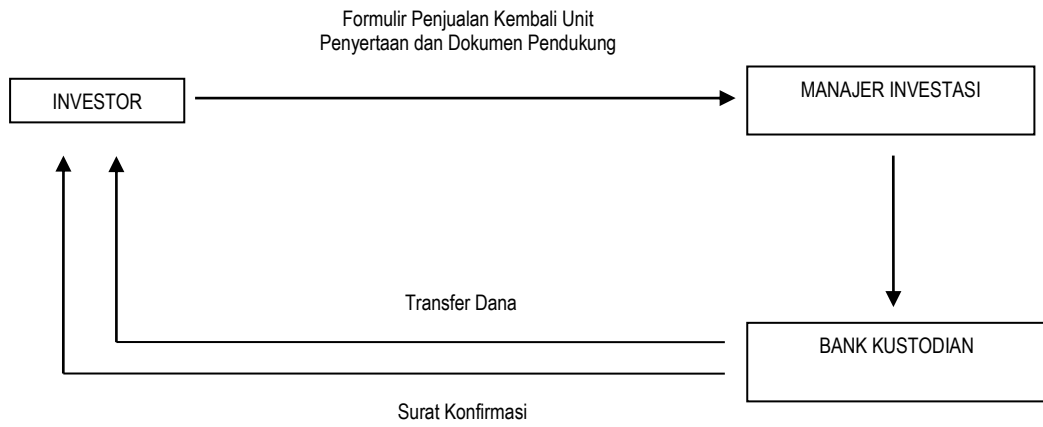 Formulir Penjualan Kembali Unit
Penyertaan dan Dokumen Pendukung
INVESTOR
MANAJER INVESTASI
Transfer Dana
BANK KUSTODIAN
Surat Konfirmasi